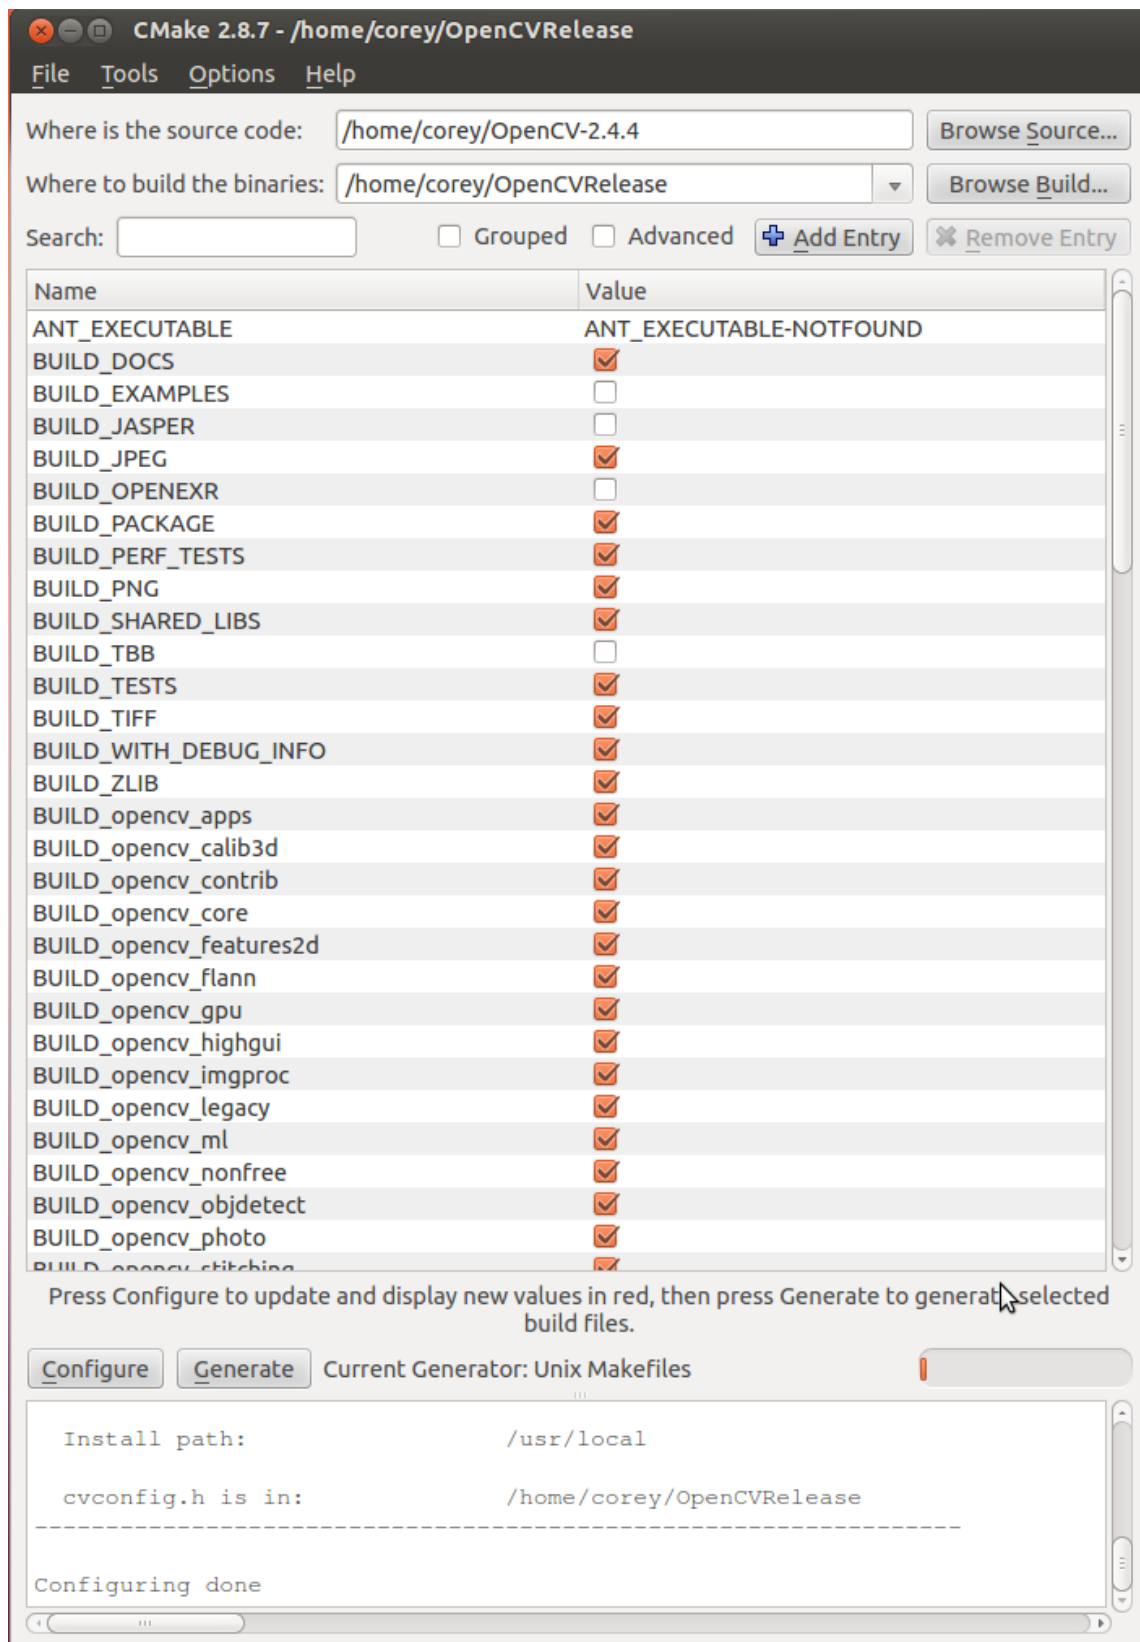 CMake 2.8.7 - /home/corey/OpenCVRelease
File Tools Options Help
Where is the source code: /home/corey/OpenCV-2.4.4 Browse Source...
Where to build the binaries: /home/corey/OpenCVRelease Browse Build...
Search: Grouped Advanced Add Entry Remove Entry
Name Value
ANT_EXECUTABLE ANT_EXECUTABLE-NOTFOUND
BUILD_DOCS
BUILD_EXAMPLES
BUILD_JASPER
BUILD_JPEG
BUILD_OPENEXR
BUILD_PACKAGE
BUILD_PERF_TESTS
BUILD_PNG
BUILD_SHARED_LIBS
BUILD_TBB
BUILD_TESTS
BUILD_TIFF
BUILD_WITH_DEBUG_INFO
BUILD_ZLIB
BUILD_opencv_apps
BUILD_opencv_calib3d
BUILD_opencv_contrib
BUILD_opencv_core
BUILD_opencv_features2d
BUILD_opencv_flann
BUILD_opencv_gpu
BUILD_opencv_highgui
BUILD_opencv_imgproc
BUILD_opencv_legacy
BUILD_opencv_ml
BUILD_opencv_nonfree
BUILD_opencv_objdetect
BUILD_opencv_photo
BUILD_opencv_stitching
Press Configure to update and display new values in red, then press Generate to generate selected
build files.
Configure Generate Current Generator: Unix Makefiles
Install path: /usr/local
cvconfig.h is in: /home/corey/OpenCVRelease
-----------------------------------------------------------------
Configuring done